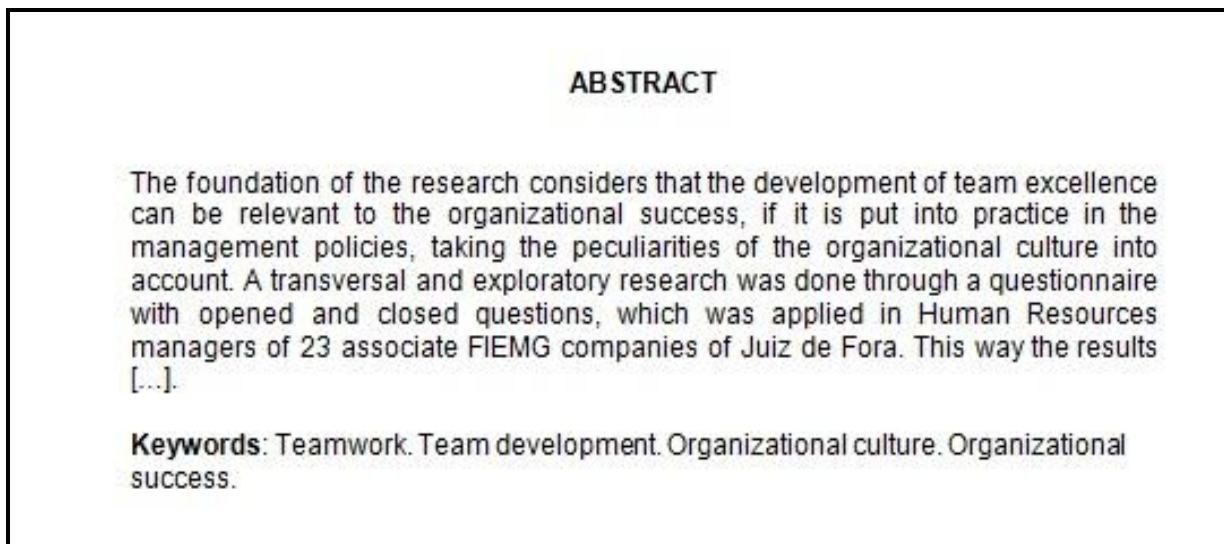 ABSTRACT
The foundation of the research considers that the development of team excellence
can be relevant to the organizational success, if it is put into practice in the
management policies, taking the peculiarities of the organizational culture into
account. A transversal and exploratory research was done through a questionnaire
with opened and closed questions, which was applied in Human Resources
managers of 23 associate FIEMG companies of Juiz de Fora. This way the results
[...].
Keywords: Teamwork. Team development. Organizational culture. Organizational
success.